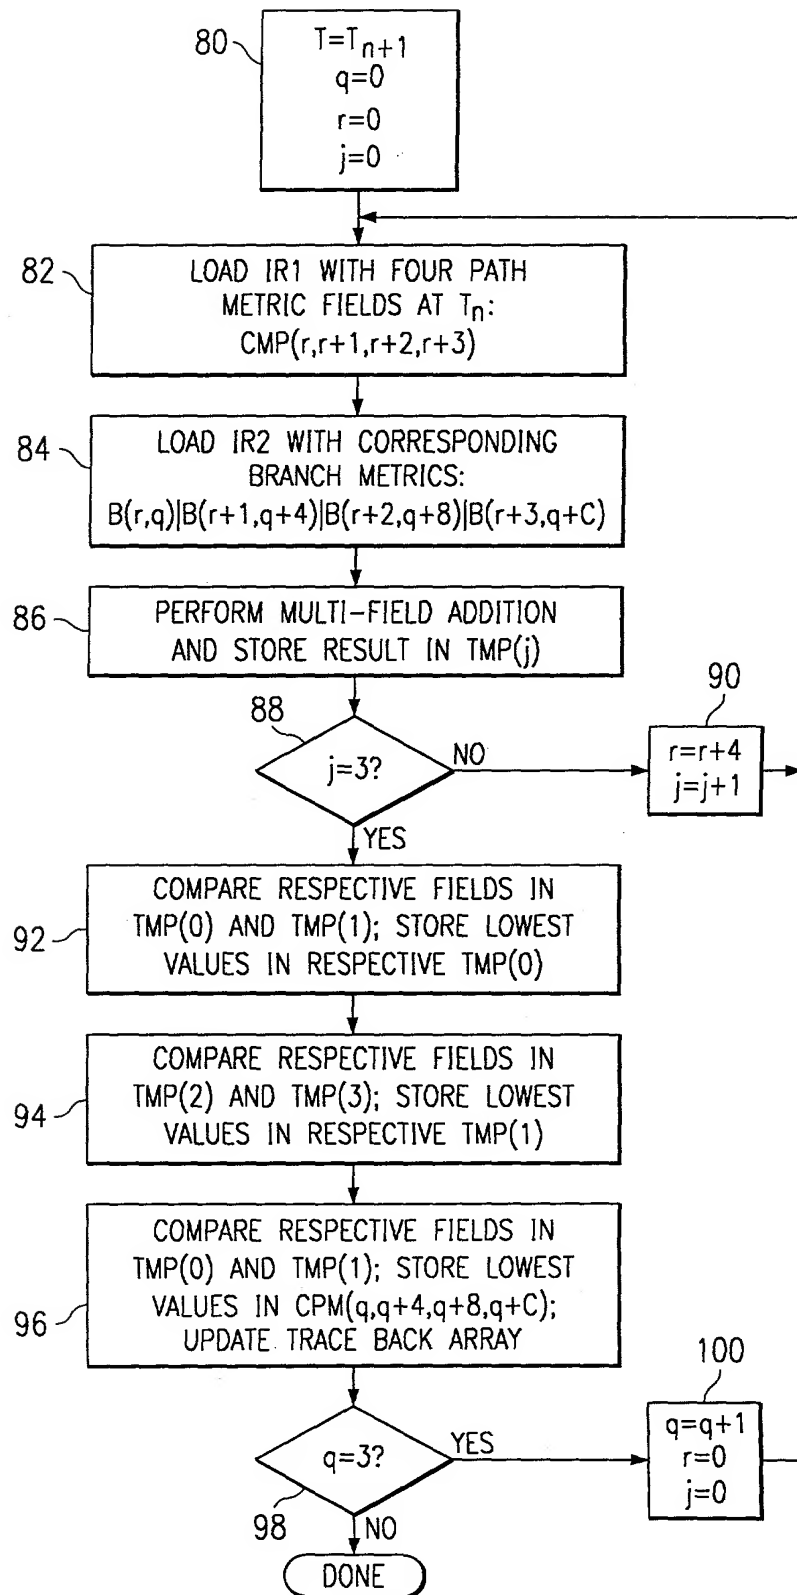 80
T=Tn+1
q=0
r=0
j=0
82
LOAD IR1 WITH FOUR PATH
METRIC FIELDS AT Tn:
CMP(r,r+1,r+2,r+3)
84
LOAD IR2 WITH CORRESPONDING
BRANCH METRICS:
B(r,q)|B(r+1,q+4)|B(r+2,q+8)|B(r+3,q+C)
86
PERFORM MULTI-FIELD ADDITION
AND STORE RESULT IN TMP(j)
88
j=3?
NO
90
r=r+4
j=j+1
YES
92
COMPARE RESPECTIVE FIELDS IN
TMP(0) AND TMP(1); STORE LOWEST
VALUES IN RESPECTIVE TMP(0)
94
COMPARE RESPECTIVE FIELDS IN
TMP(2) AND TMP(3); STORE LOWEST
VALUES IN RESPECTIVE TMP(1)
96
COMPARE RESPECTIVE FIELDS IN
TMP(0) AND TMP(1); STORE LOWEST
VALUES IN CPM(q,q+4,q+8,q+C);
UPDATE TRACE BACK ARRAY
98
q=3?
YES
100
q=q+1
r=0
j=0
NO
DONE